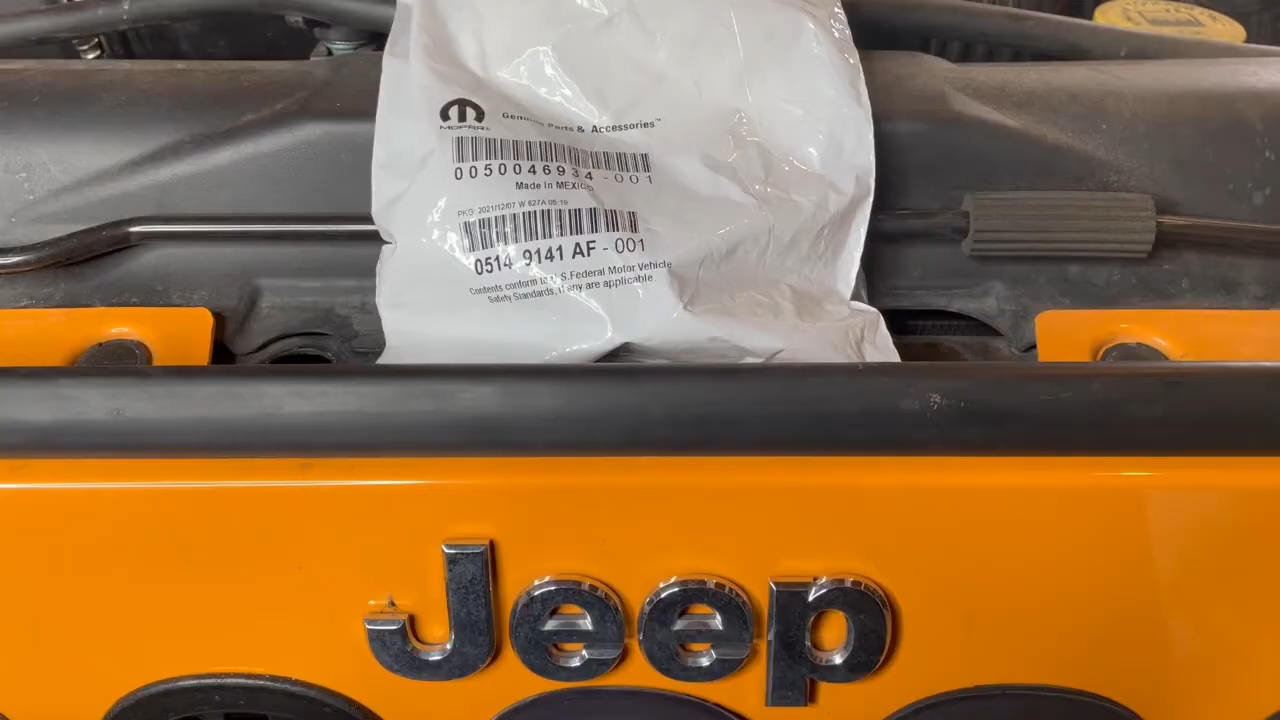 MOPAR
Genuine Parts & Accessories™
0050046934-001
Made In MEXICO
PKG: 2021/12/07 W 627A 05:19
0514 9141 AF - 001
Contents conform to U.S.Federal Motor Vehicle
Safety Standards, if any are applicable.
Jeep